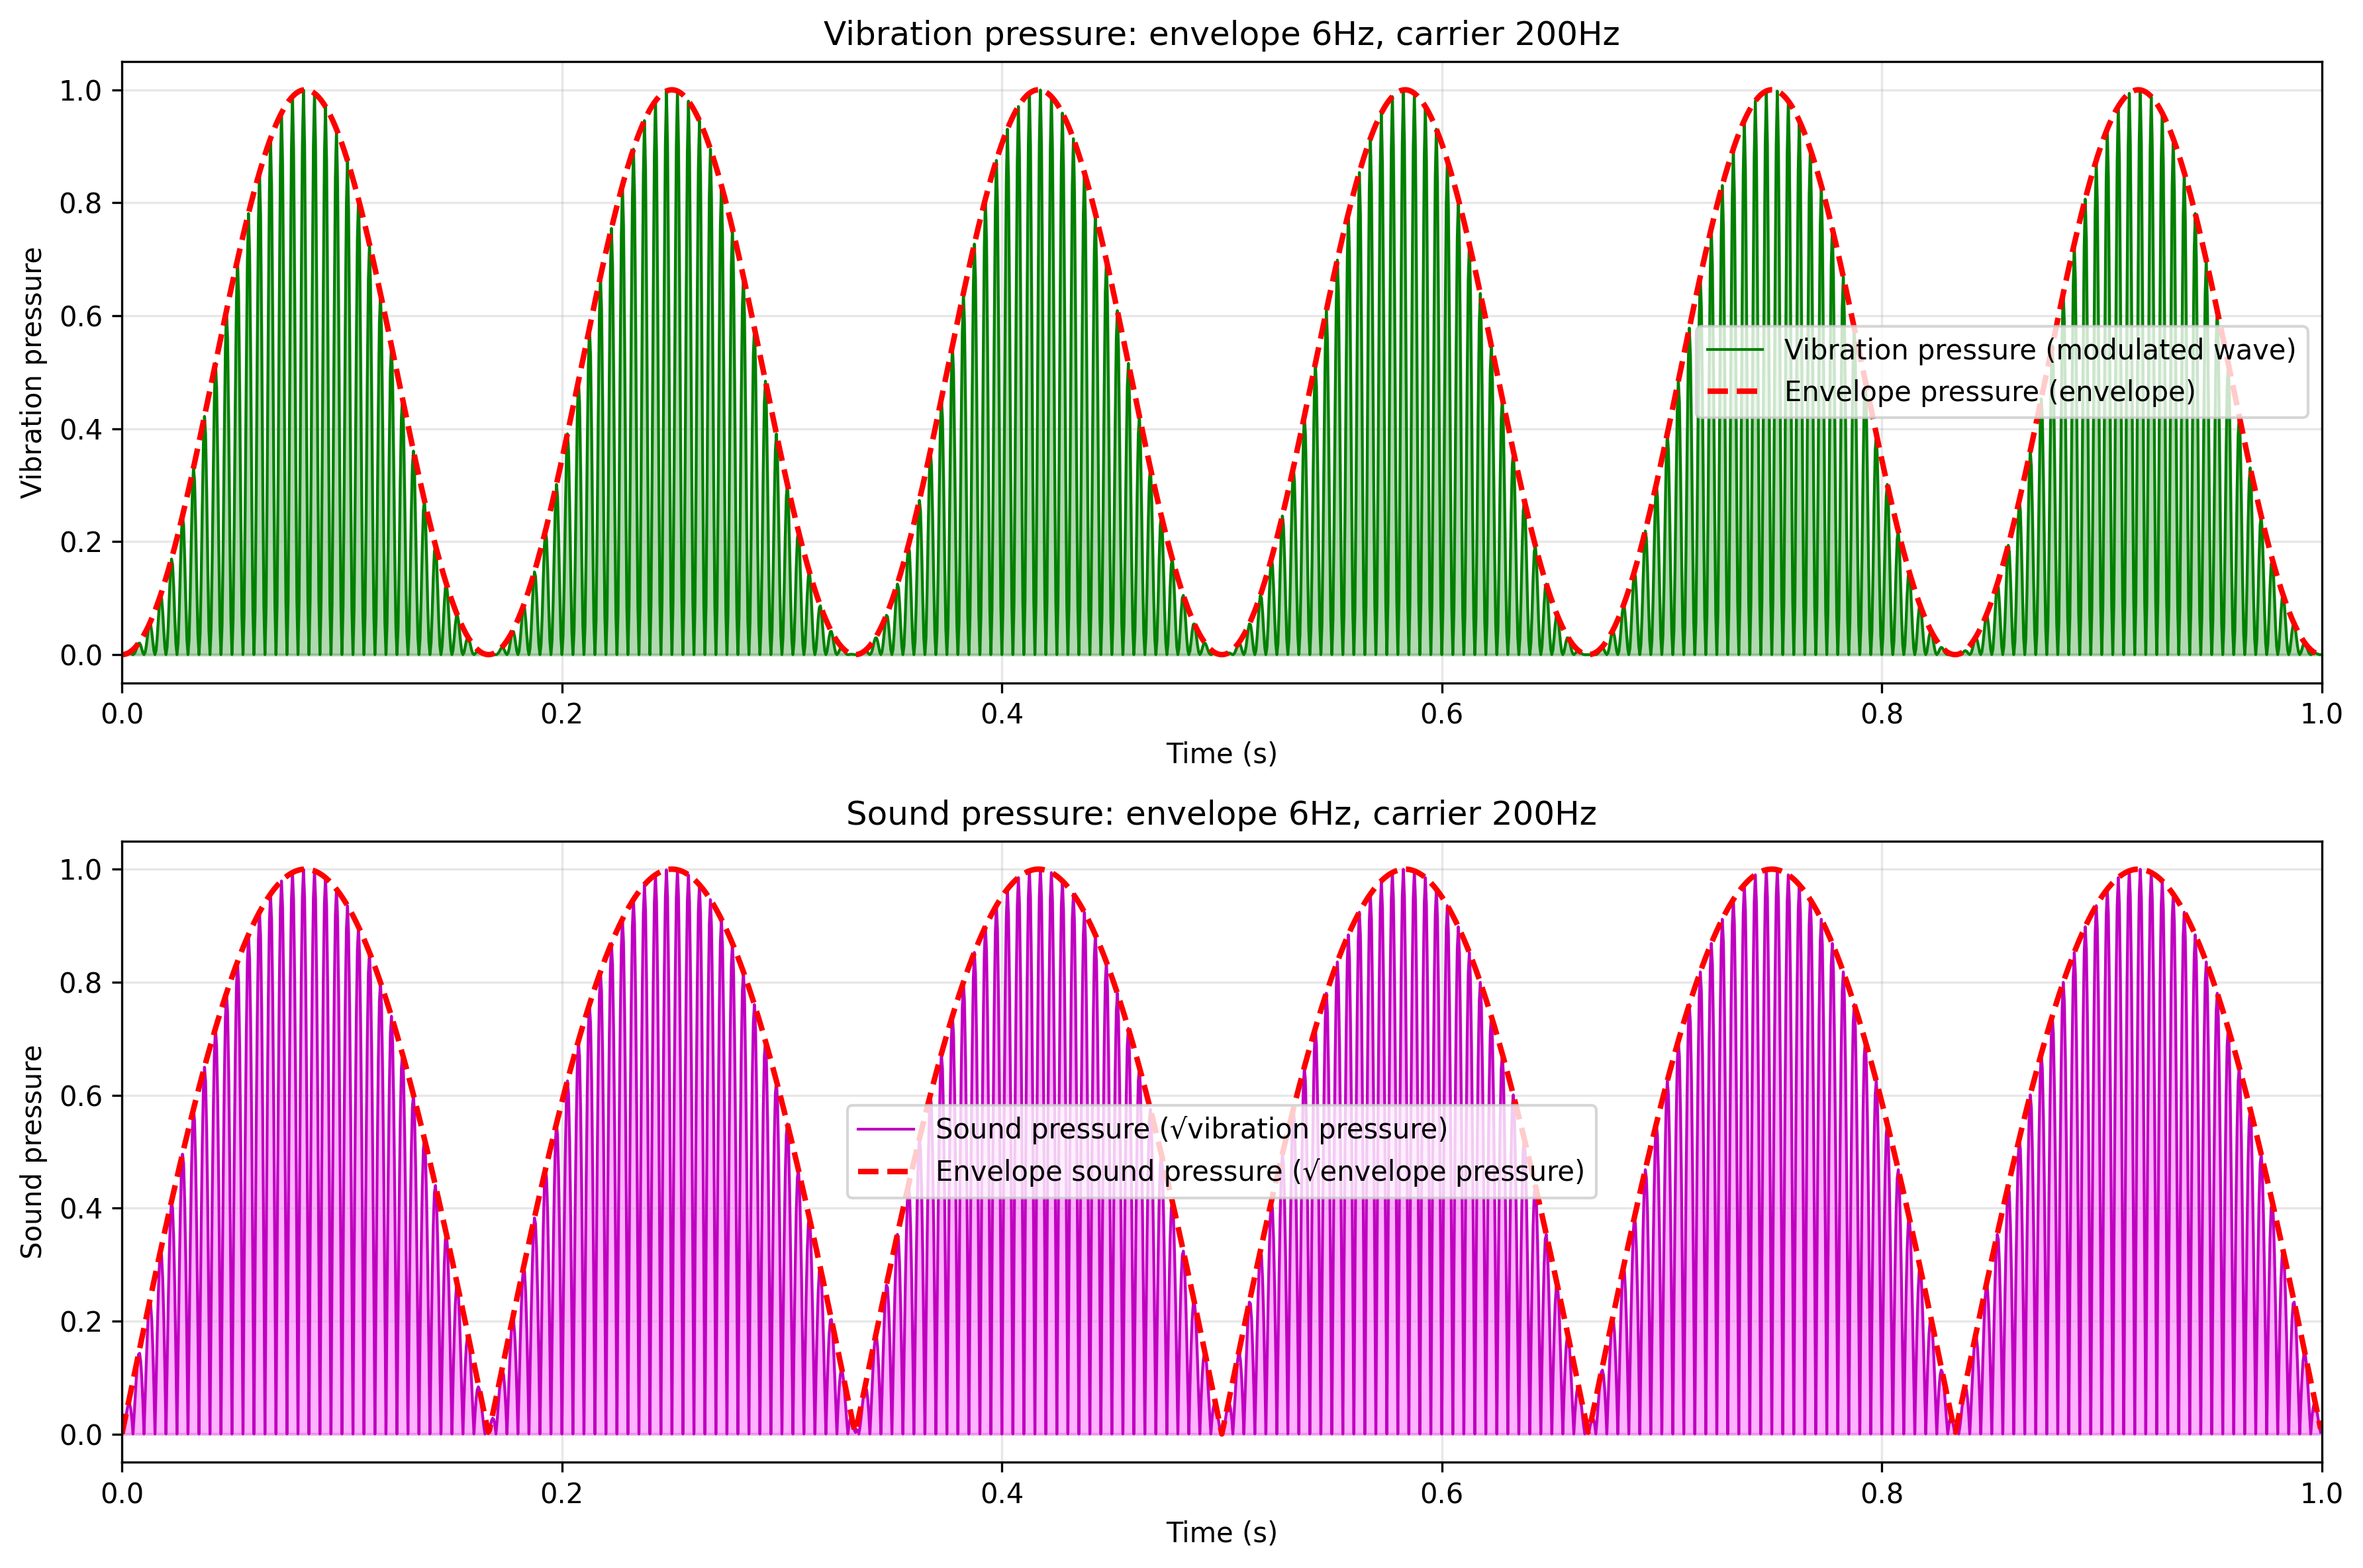 Vibration pressure: envelope 6Hz, carrier 200Hz
1.0
0.8
0.6
0.4
0.2
0.0
Vibration pressure
Vibration pressure (modulated wave)
Envelope pressure (envelope)
0.0 0.2 0.4 0.6 0.8 1.0
Time (s)
Sound pressure: envelope 6Hz, carrier 200Hz
1.0
0.8
0.6
0.4
0.2
0.0
Sound pressure
Sound pressure (√vibration pressure)
Envelope sound pressure (√envelope pressure)
0.0 0.2 0.4 0.6 0.8 1.0
Time (s)